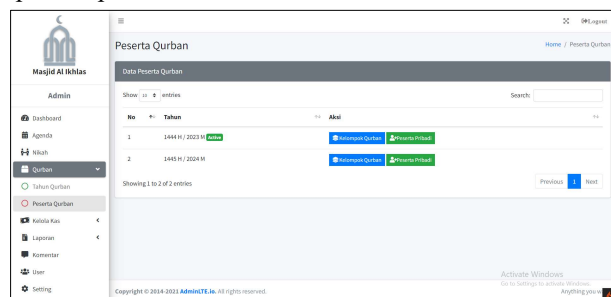 Logout
Masjid Al Ikhlas
Admin
Dashboard
Agenda
Nikah
Qurban
Tahun Qurban
Peserta Qurban
Kelola Kas
Laporan
Komentar
User
Setting
Peserta Qurban
Home / Peserta Qurban
Data Peserta Qurban
Show 10 entries
Search:
No Tahun Aksi
1 1444 H / 2023 M Active Kelompok Qurban Peserta Pribadi
2 1445 H / 2024 M Kelompok Qurban Peserta Pribadi
Showing 1 to 2 of 2 entries
Previous 1 Next
Activate Windows
Go to Settings to activate Windows.
Copyright © 2014-2021 AdminLTE.io. All rights reserved.
Anything you